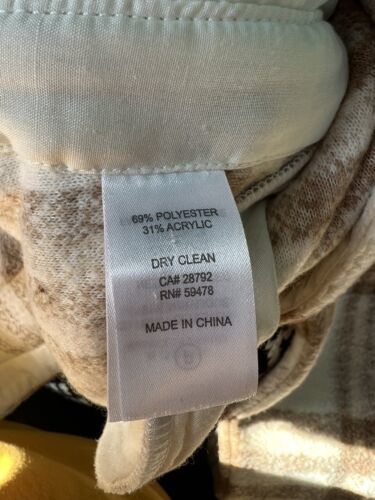 69% POLYESTER
31% ACRYLIC
DRY CLEAN
CA# 28792
RN# 59478
MADE IN CHINA